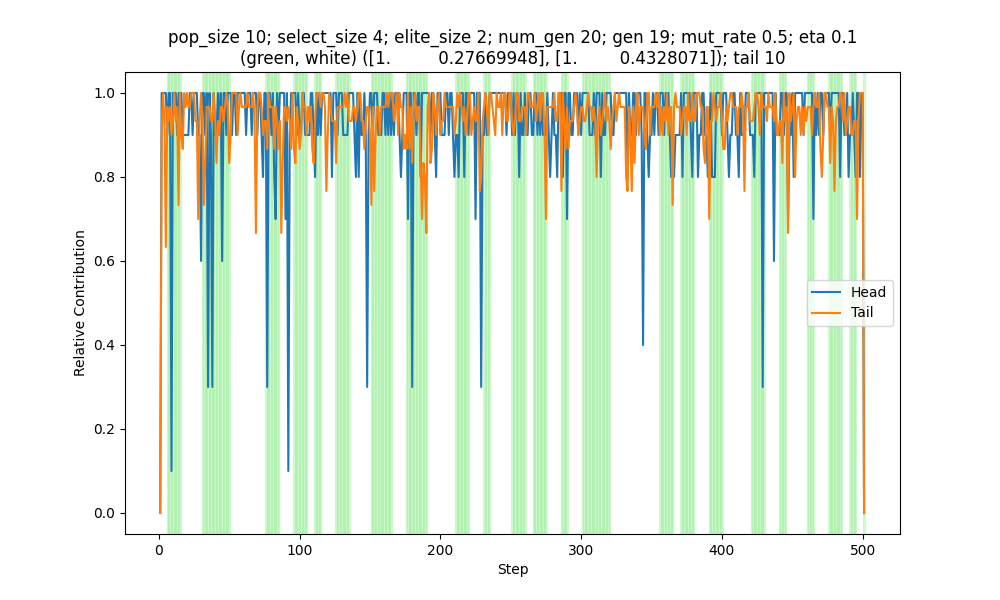 pop_size 10; select_size 4; elite_size 2; num_gen 20; gen 19; mut_rate 0.5; eta 0.1
(green, white) ([1.          0.27669948], [1.         0.4328071]); tail 10
1.0
0.8
0.6
0.4
0.2
0.0
Relative Contribution
Head
Tail
0
100
200
300
400
500
Step